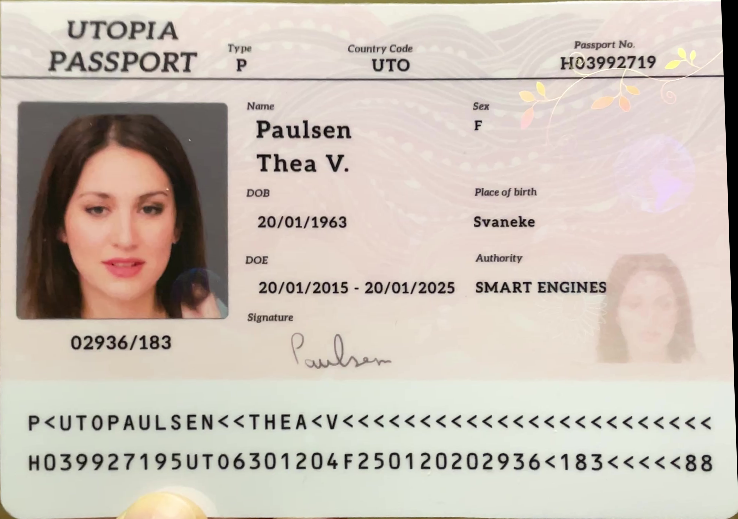 UTOPIA
PASSPORT
Type
P
Country Code
UTO
Passport No.
H03992719
Name
Paulsen
Thea V.
Sex
F
DOB
20/01/1963
Place of birth
Svaneke
DOE
20/01/2015 - 20/01/2025
Authority
SMART ENGINES
Signature
Paulsen
02936/183
P<UTOPAULSEN<<THEA<V<<<<<<<<<<<<<<<<<<<<<<<<
H039927195UTO6301204F250120202936<183<<<<<88